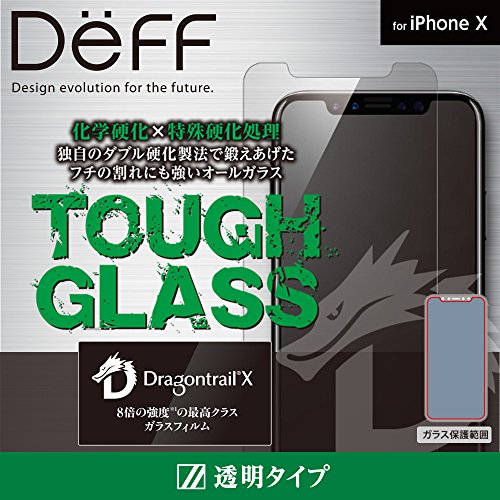 DëFF
Design evolution for the future.
for iPhone X
化学硬化×特殊硬化処理
独自のダブル硬化製法で鍛えあげた
フチの割れにも強いオールガラス
TOUGH
GLASS
Dragontrail®X
8倍の強度※1の最高クラス
ガラスフィルム
ガラス保護範囲
透明タイプ